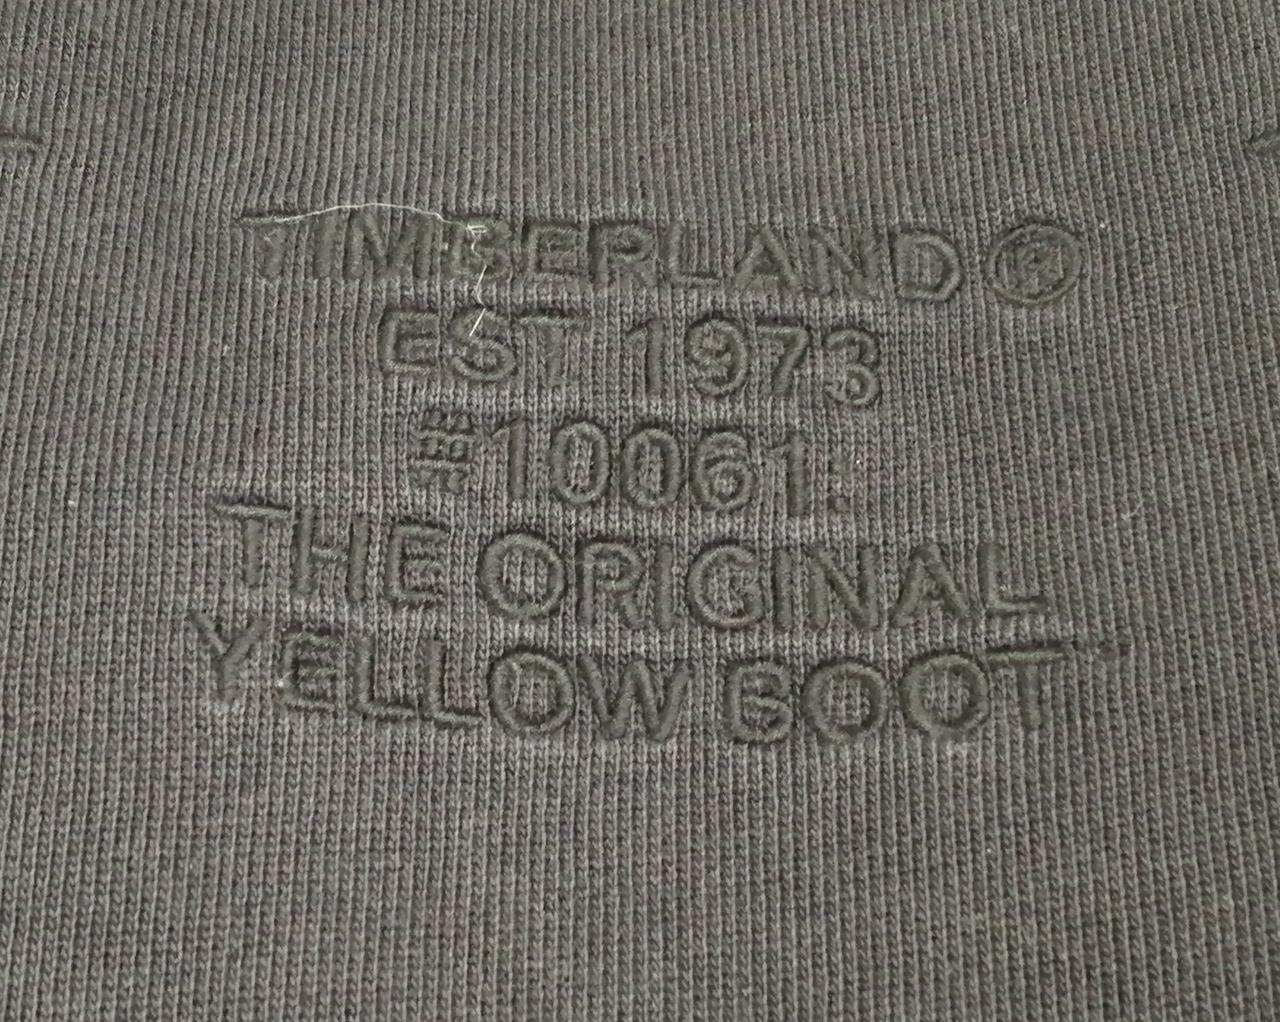 TIMBERLAND®
EST. 1973
#10061:
THE ORIGINAL
YELLOW BOOT™